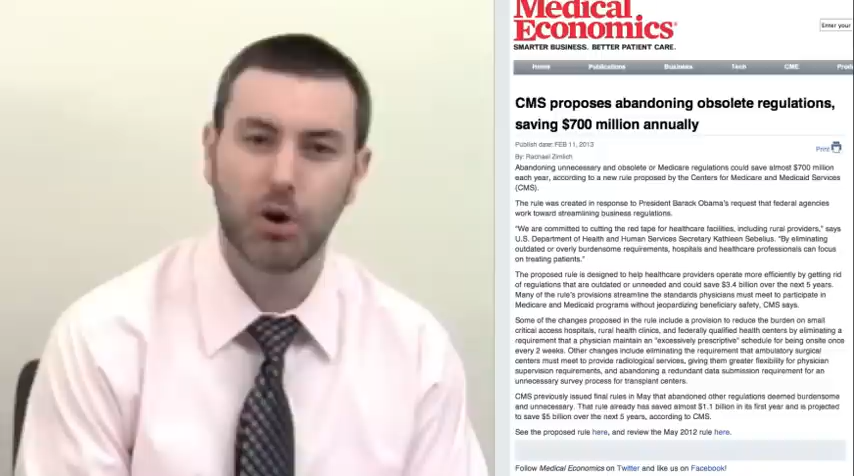 Medical
Economics®
SMARTER BUSINESS. BETTER PATIENT CARE.
Enter your
Home Publications Business Tech CME Produ
CMS proposes abandoning obsolete regulations,
saving $700 million annually
Publish date: FEB 11, 2013
Print
By: Rachael Zimlich
Abandoning unnecessary and obsolete or Medicare regulations could save almost $700 million
each year, according to a new rule proposed by the Centers for Medicare and Medicaid Services
(CMS).
The rule was created in response to President Barack Obama's request that federal agencies
work toward streamlining business regulations.
"We are committed to cutting the red tape for healthcare facilities, including rural providers," says
U.S. Department of Health and Human Services Secretary Kathleen Sebelius. "By eliminating
outdated or overly burdensome requirements, hospitals and healthcare professionals can focus
on treating patients."
The proposed rule is designed to help healthcare providers operate more efficiently by getting rid
of regulations that are outdated or unneeded and could save $3.4 billion over the next 5 years.
Many of the rule's provisions streamline the standards physicians must meet to participate in
Medicare and Medicaid programs without jeopardizing beneficiary safety, CMS says.
Some of the changes proposed in the rule include a provision to reduce the burden on small
critical access hospitals, rural health clinics, and federally qualified health centers by eliminating a
requirement that a physician maintain an "excessively prescriptive" schedule for being onsite once
every 2 weeks. Other changes include eliminating the requirement that ambulatory surgical
centers must meet to provide radiological services, giving them greater flexibility for physician
supervision requirements, and abandoning a redundant data submission requirement for an
unnecessary survey process for transplant centers.
CMS previously issued final rules in May that abandoned other regulations deemed burdensome
and unnecessary. That rule already has saved almost $1.1 billion in its first year and is projected
to save $5 billion over the next 5 years, according to CMS.
See the proposed rule here, and review the May 2012 rule here.
Follow Medical Economics on Twitter and like us on Facebook!